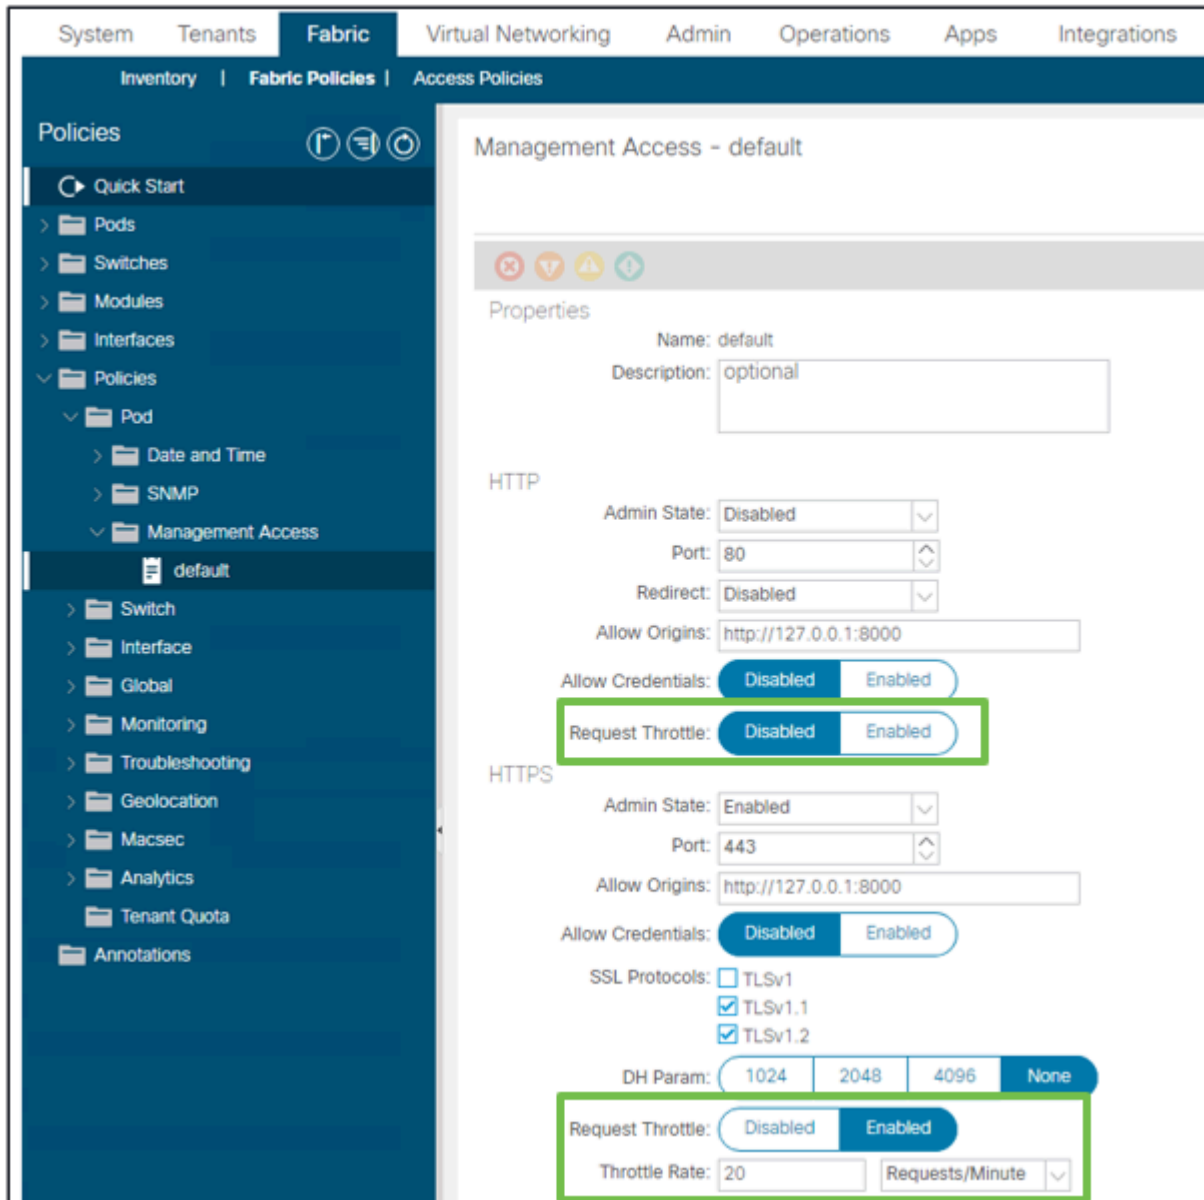 System Tenants Fabric Virtual Networking Admin Operations Apps Integrations
Inventory | Fabric Policies | Access Policies
Policies
Quick Start
Pods
Switches
Modules
Interfaces
Policies
Pod
Date and Time
SNMP
Management Access
default
Switch
Interface
Global
Monitoring
Troubleshooting
Geolocation
Macsec
Analytics
Tenant Quota
Annotations
Management Access - default
Properties
Name: default
Description: optional
HTTP
Admin State: Disabled
Port: 80
Redirect: Disabled
Allow Origins: http://127.0.0.1:8000
Allow Credentials: Disabled Enabled
Request Throttle: Disabled Enabled
HTTPS
Admin State: Enabled
Port: 443
Allow Origins: http://127.0.0.1:8000
Allow Credentials: Disabled Enabled
SSL Protocols: TLSv1
TLSv1.1
TLSv1.2
DH Param: 1024 2048 4096 None
Request Throttle: Disabled Enabled
Throttle Rate: 20 Requests/Minute